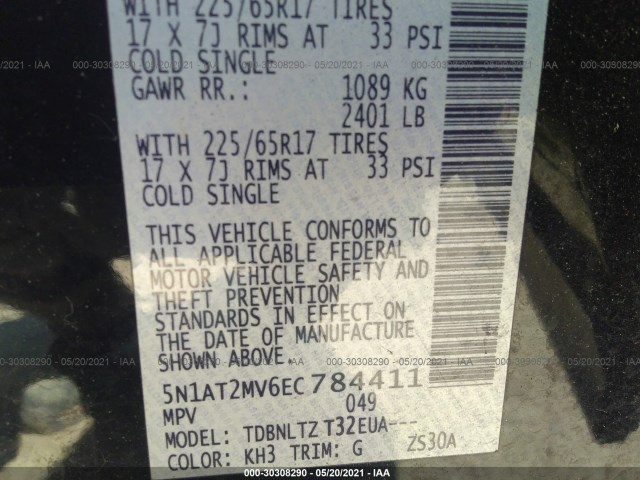 WITH 225/65R17 TIRES
17 X 7J RIMS AT 33 PSI
COLD SINGLE
GAWR RR.: 1089 KG
2401 LB
WITH 225/65R17 TIRES
17 X 7J RIMS AT 33 PSI
COLD SINGLE
THIS VEHICLE CONFORMS TO
ALL APPLICABLE FEDERAL
MOTOR VEHICLE SAFETY AND
THEFT PREVENTION
STANDARDS IN EFFECT ON
THE DATE OF MANUFACTURE
SHOWN ABOVE.
5N1AT2MV6EC784411
MPV 049
MODEL: TDBNLTZ T32EUA---
COLOR: KH3 TRIM: G ZS30A
000-30308290 - 05/20/2021 - IAA